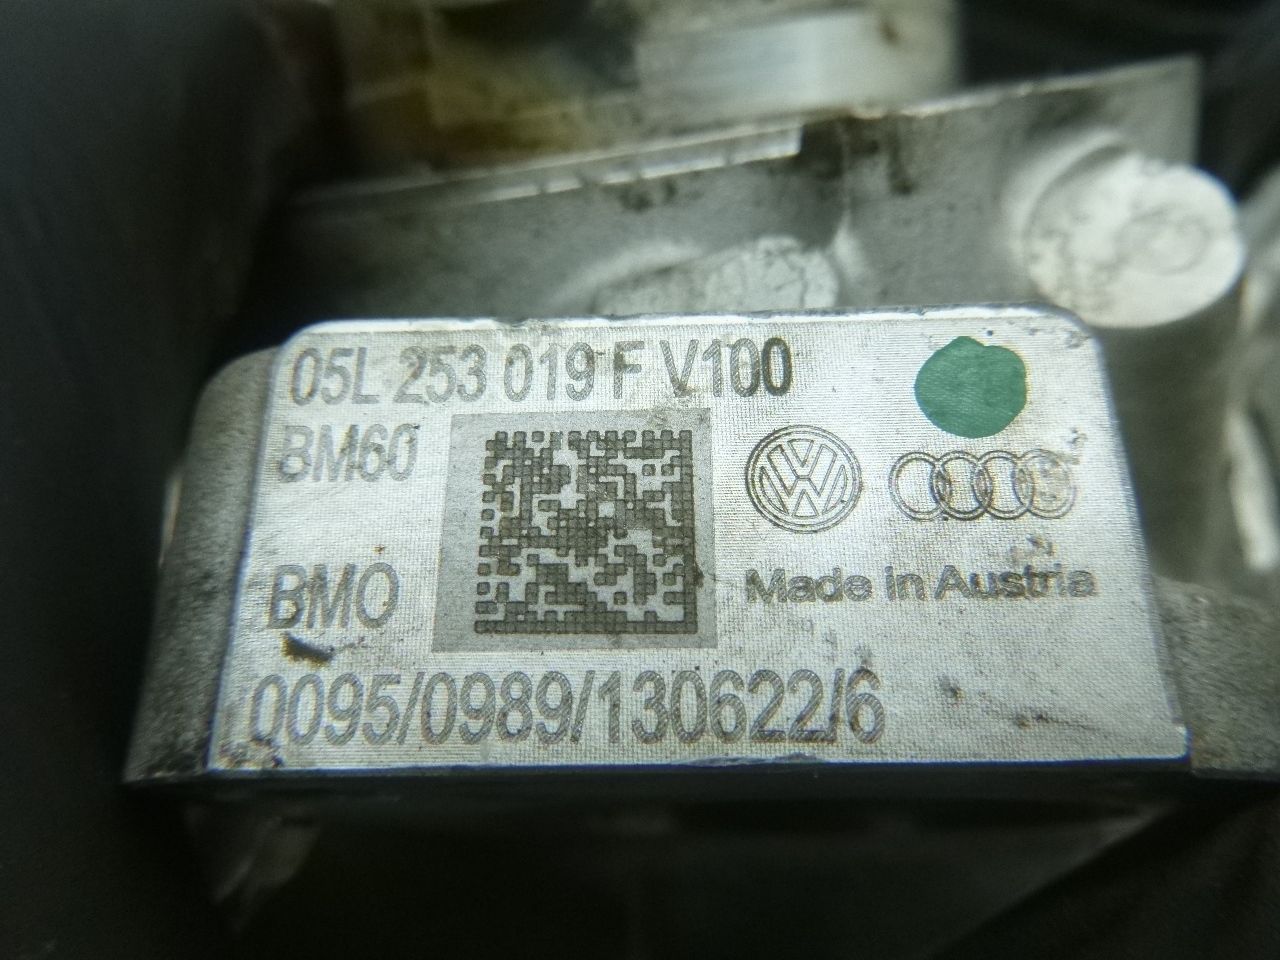 05L 253 019 F V100
BM60
BMO
Made in Austria
0095/0989/130622/6